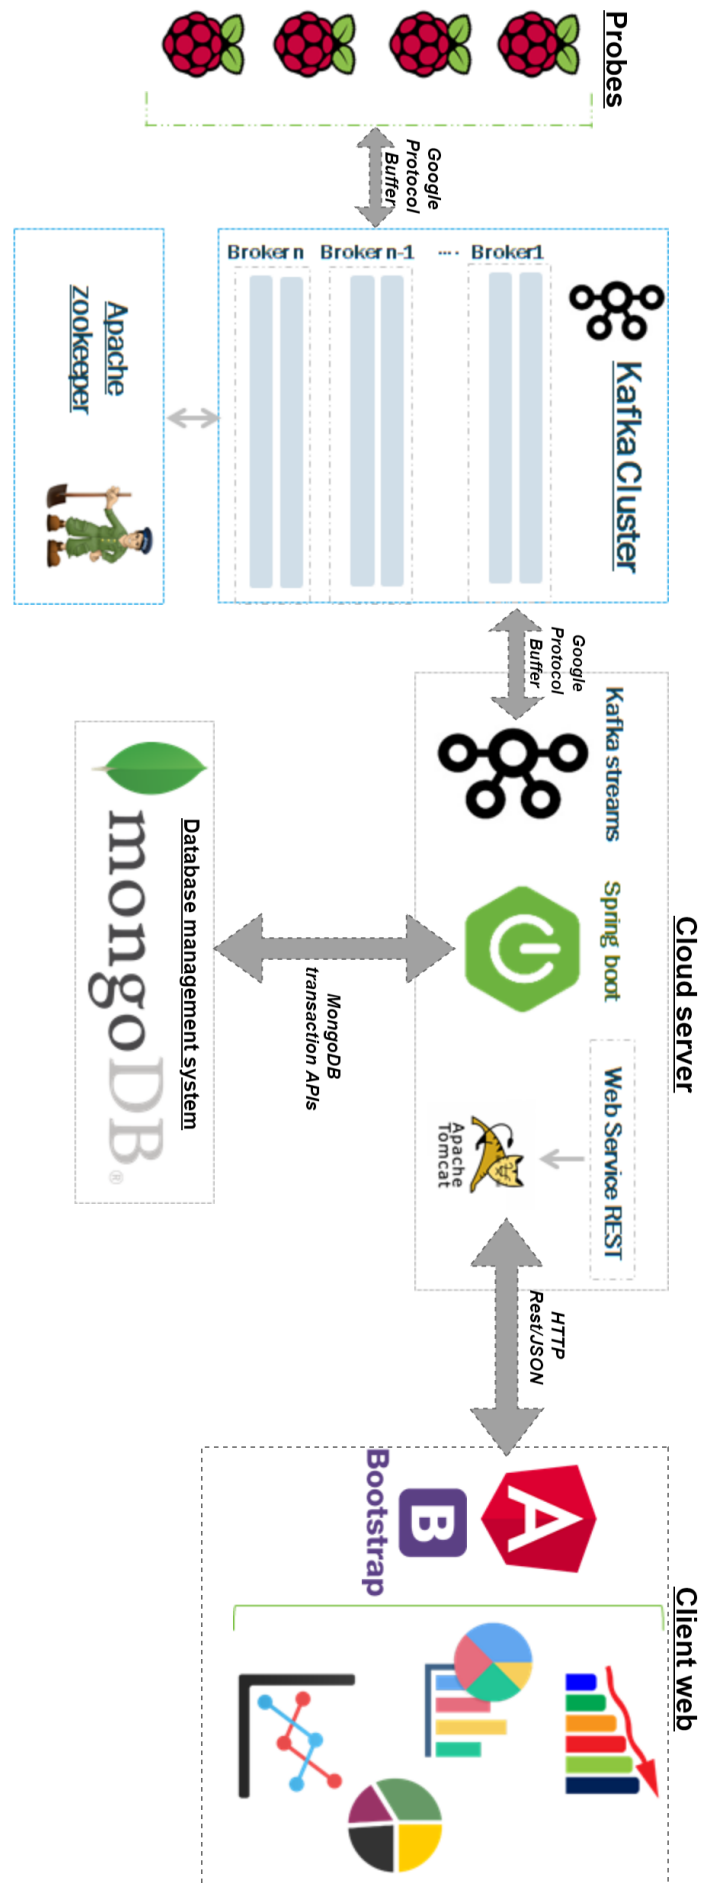 Probes
Google
Protocol
Buffer
Kafka Cluster
Broker1
....
Broker n-1
Broker n
Apache
zookeeper
Google
Protocol
Buffer
Cloud server
Kafka streams
Spring boot
Web Service REST
Apache
Tomcat
MongoDB
transaction APIs
Database management system
mongoDB®
HTTP
Rest/JSON
Client web
A
B
Bootstrap